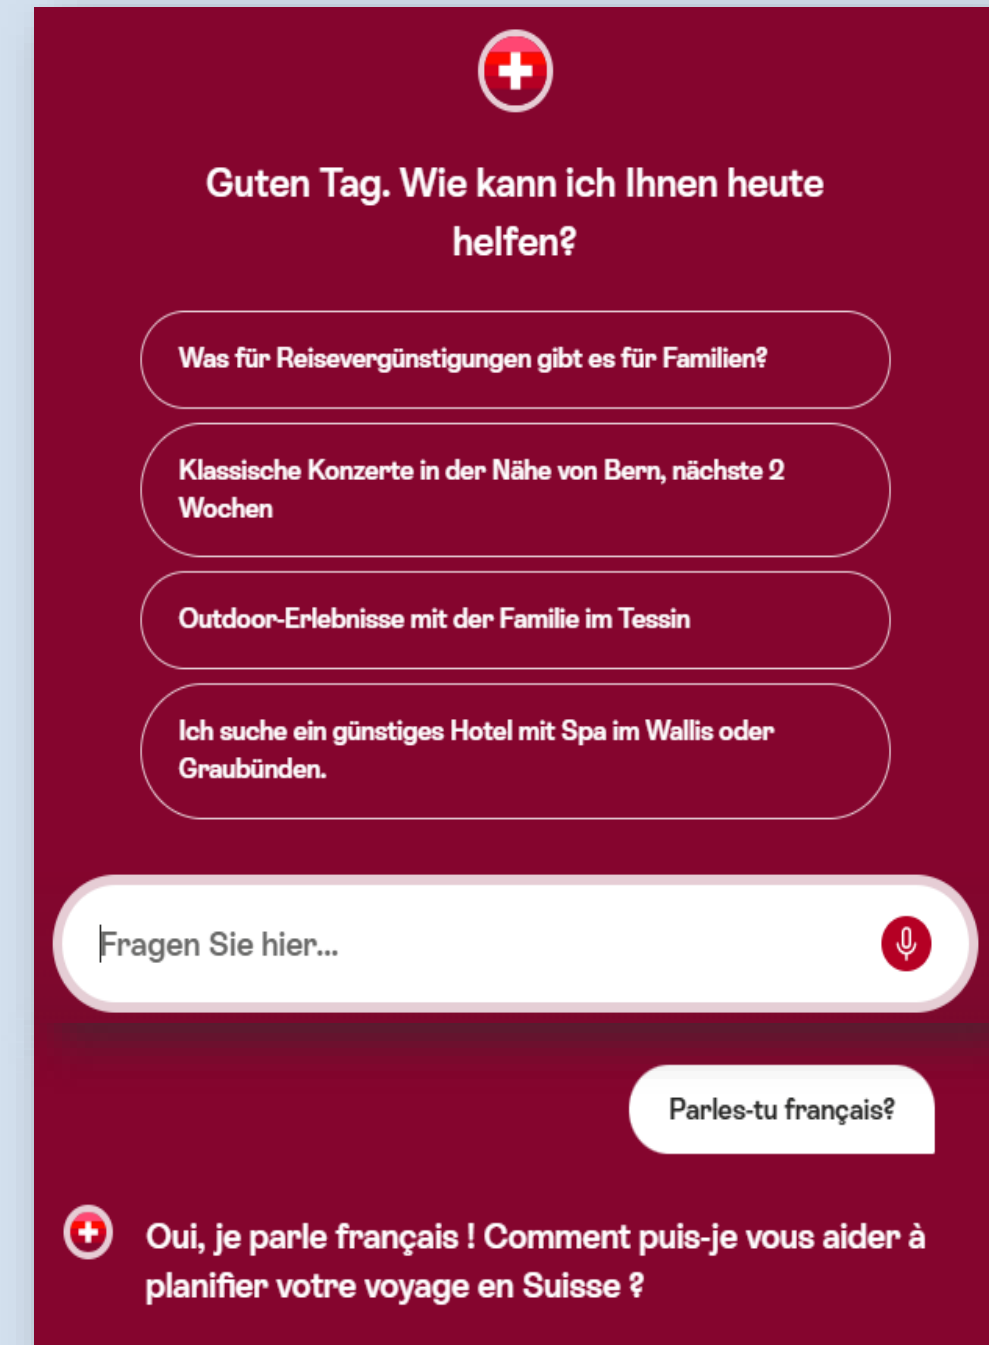 Guten Tag. Wie kann ich Ihnen heute
helfen?
Was für Reisevergünstigungen gibt es für Familien?
Klassische Konzerte in der Nähe von Bern, nächste 2
Wochen
Outdoor-Erlebnisse mit der Familie im Tessin
Ich suche ein günstiges Hotel mit Spa im Wallis oder
Graubünden.
Fragen Sie hier...
Parles-tu français?
Oui, je parle français ! Comment puis-je vous aider à
planifier votre voyage en Suisse ?